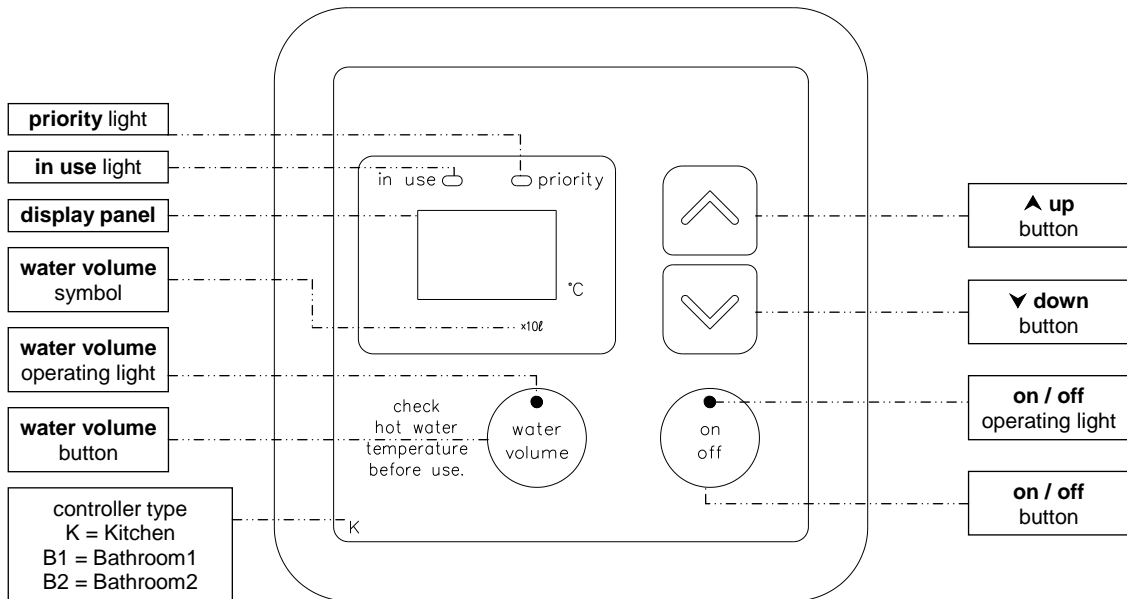 priority light
in use light
display panel
water volume
symbol
water volume
operating light
water volume
button
controller type
K = Kitchen
B1 = Bathroom1
B2 = Bathroom2
in use
priority
°C
x10ℓ
check
hot water
temperature
before use.
water
volume
on
off
K
⮝ up
button
⮟ down
button
on / off
operating light
on / off
button